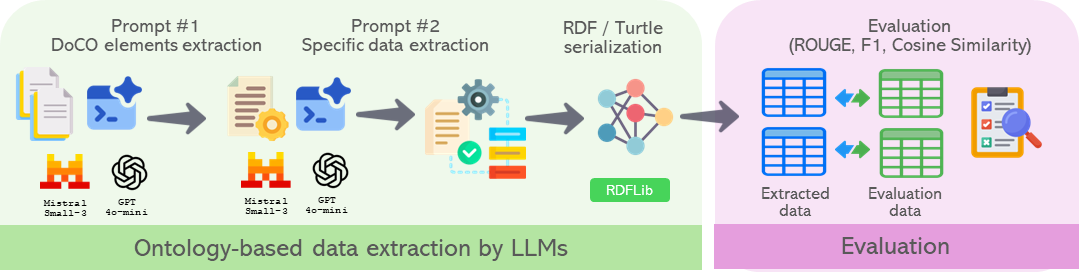 Prompt #1
DoCO elements extraction
Prompt #2
Specific data extraction
RDF / Turtle
serialization
Evaluation
(ROUGE, F1, Cosine Similarity)
Mistral
Small-3
GPT
4o-mini
Mistral
Small-3
GPT
4o-mini
RDFLib
Extracted
data
Evaluation
data
Ontology-based data extraction by LLMs
Evaluation